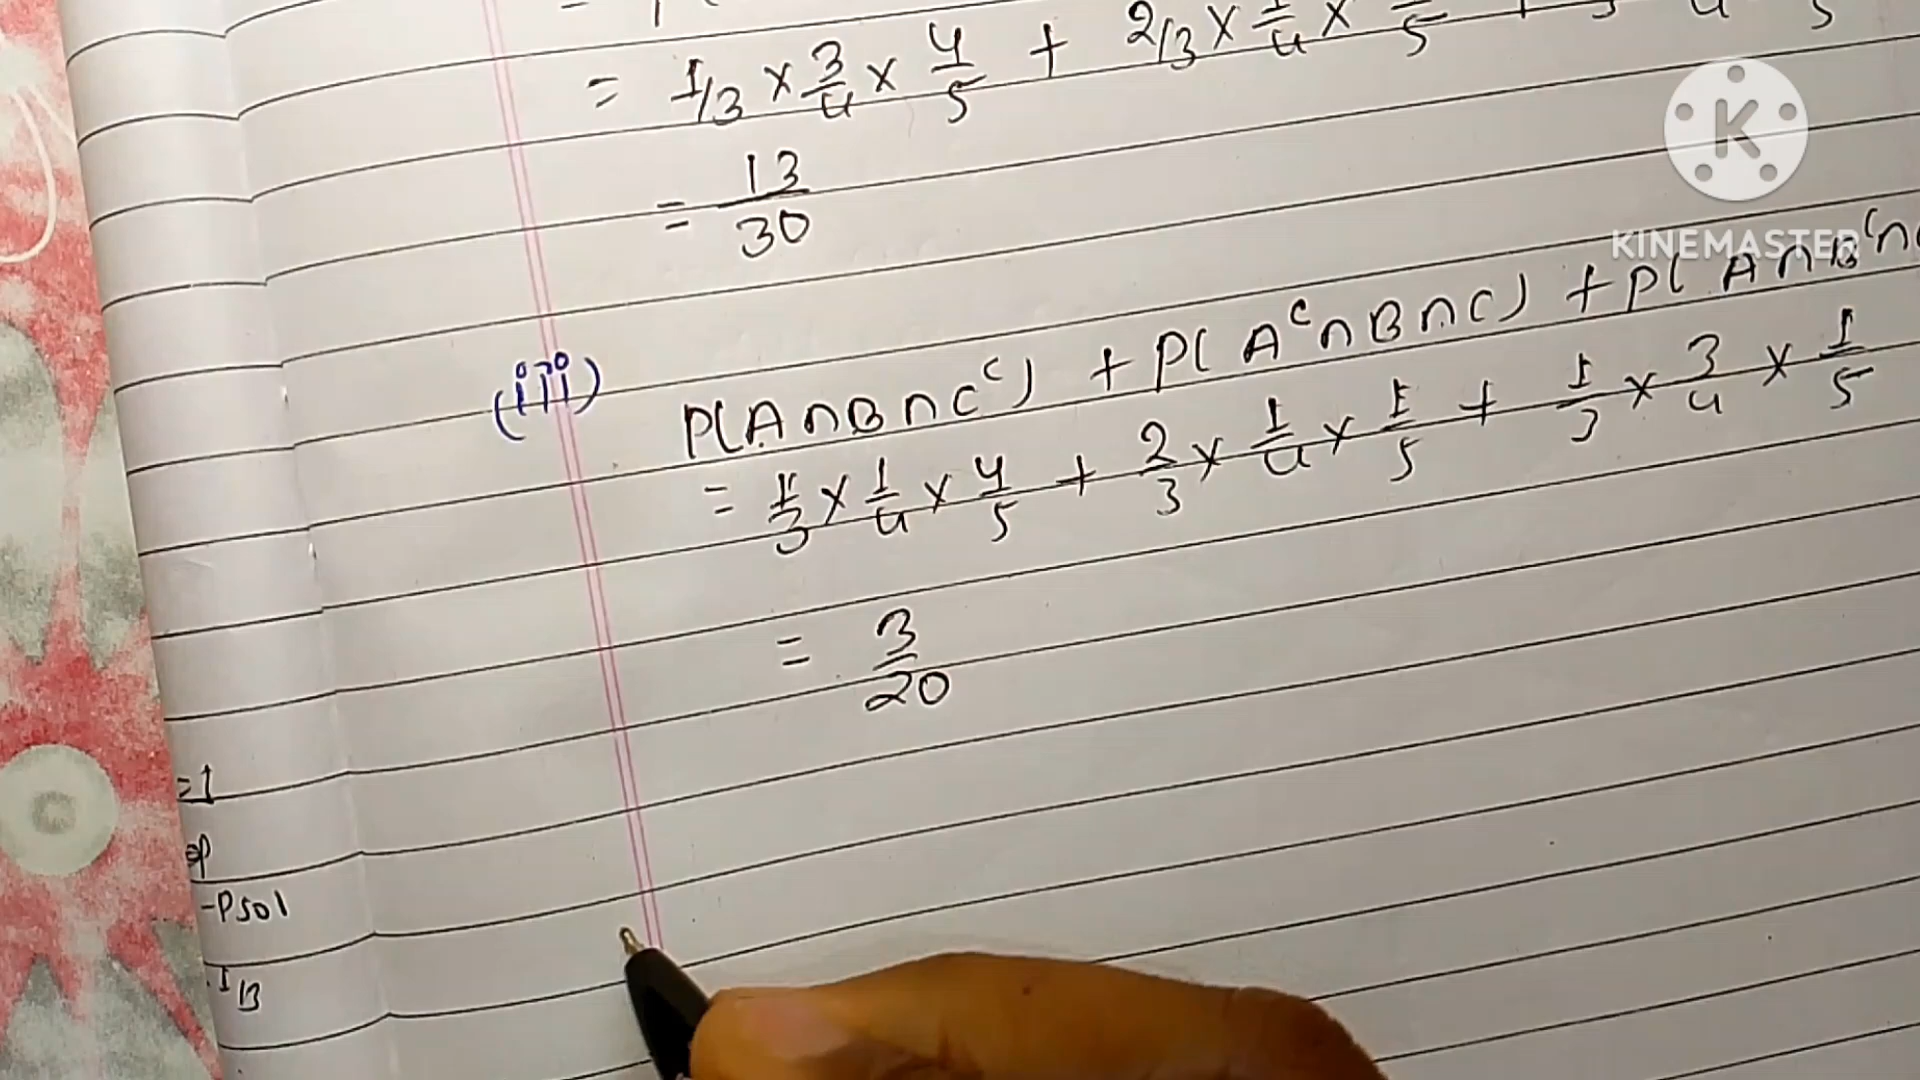 = 1/3 × 3/4 × 4/5 + 2/3 × 1/4 ×
= 13/30
K
KINEMASTER
(iii) P(A∩B∩C^c) + P(A^c∩B∩C) + P(A∩B^c∩
= 1/3 × 1/4 × 4/5 + 2/3 × 1/4 × 1/5 + 1/3 × 3/4 × 1/5
= 3/20
=1